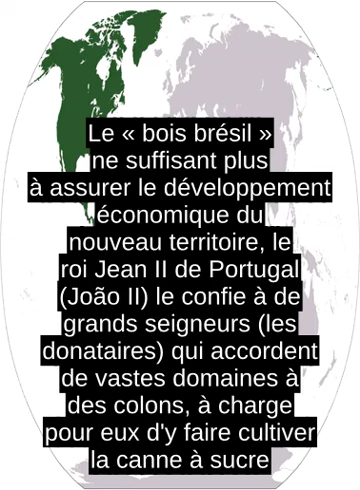 Le « bois brésil »
ne suffisant plus
à assurer le développement
économique du
nouveau territoire, le
roi Jean II de Portugal
(João II) le confie à de
grands seigneurs (les
donataires) qui accordent
de vastes domaines à
des colons, à charge
pour eux d'y faire cultiver
la canne à sucre